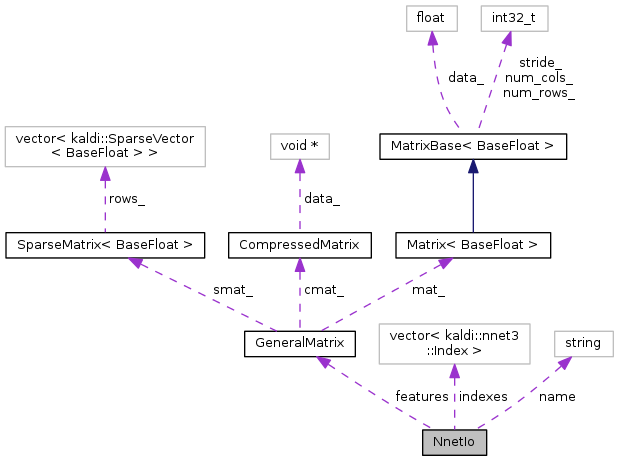 float
int32_t
data_
stride_
num_cols_
num_rows_
vector< kaldi::SparseVector
< BaseFloat > >
void *
MatrixBase< BaseFloat >
rows_
data_
SparseMatrix< BaseFloat >
CompressedMatrix
Matrix< BaseFloat >
smat_
cmat_
mat_
GeneralMatrix
vector< kaldi::nnet3
::Index >
string
features
indexes
name
NnetIo